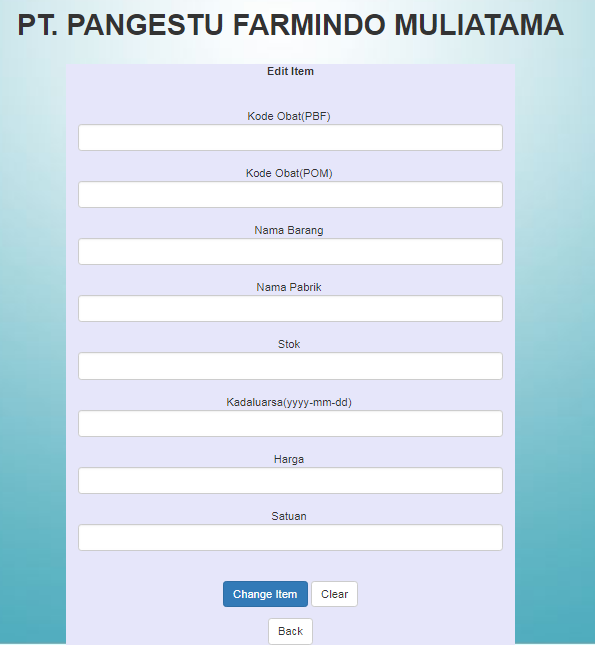 PT. PANGESTU FARMINDO MULIATAMA
Edit Item
Kode Obat(PBF)
Kode Obat(POM)
Nama Barang
Nama Pabrik
Stok
Kadaluarsa(yyyy-mm-dd)
Harga
Satuan
Change Item Clear
Back